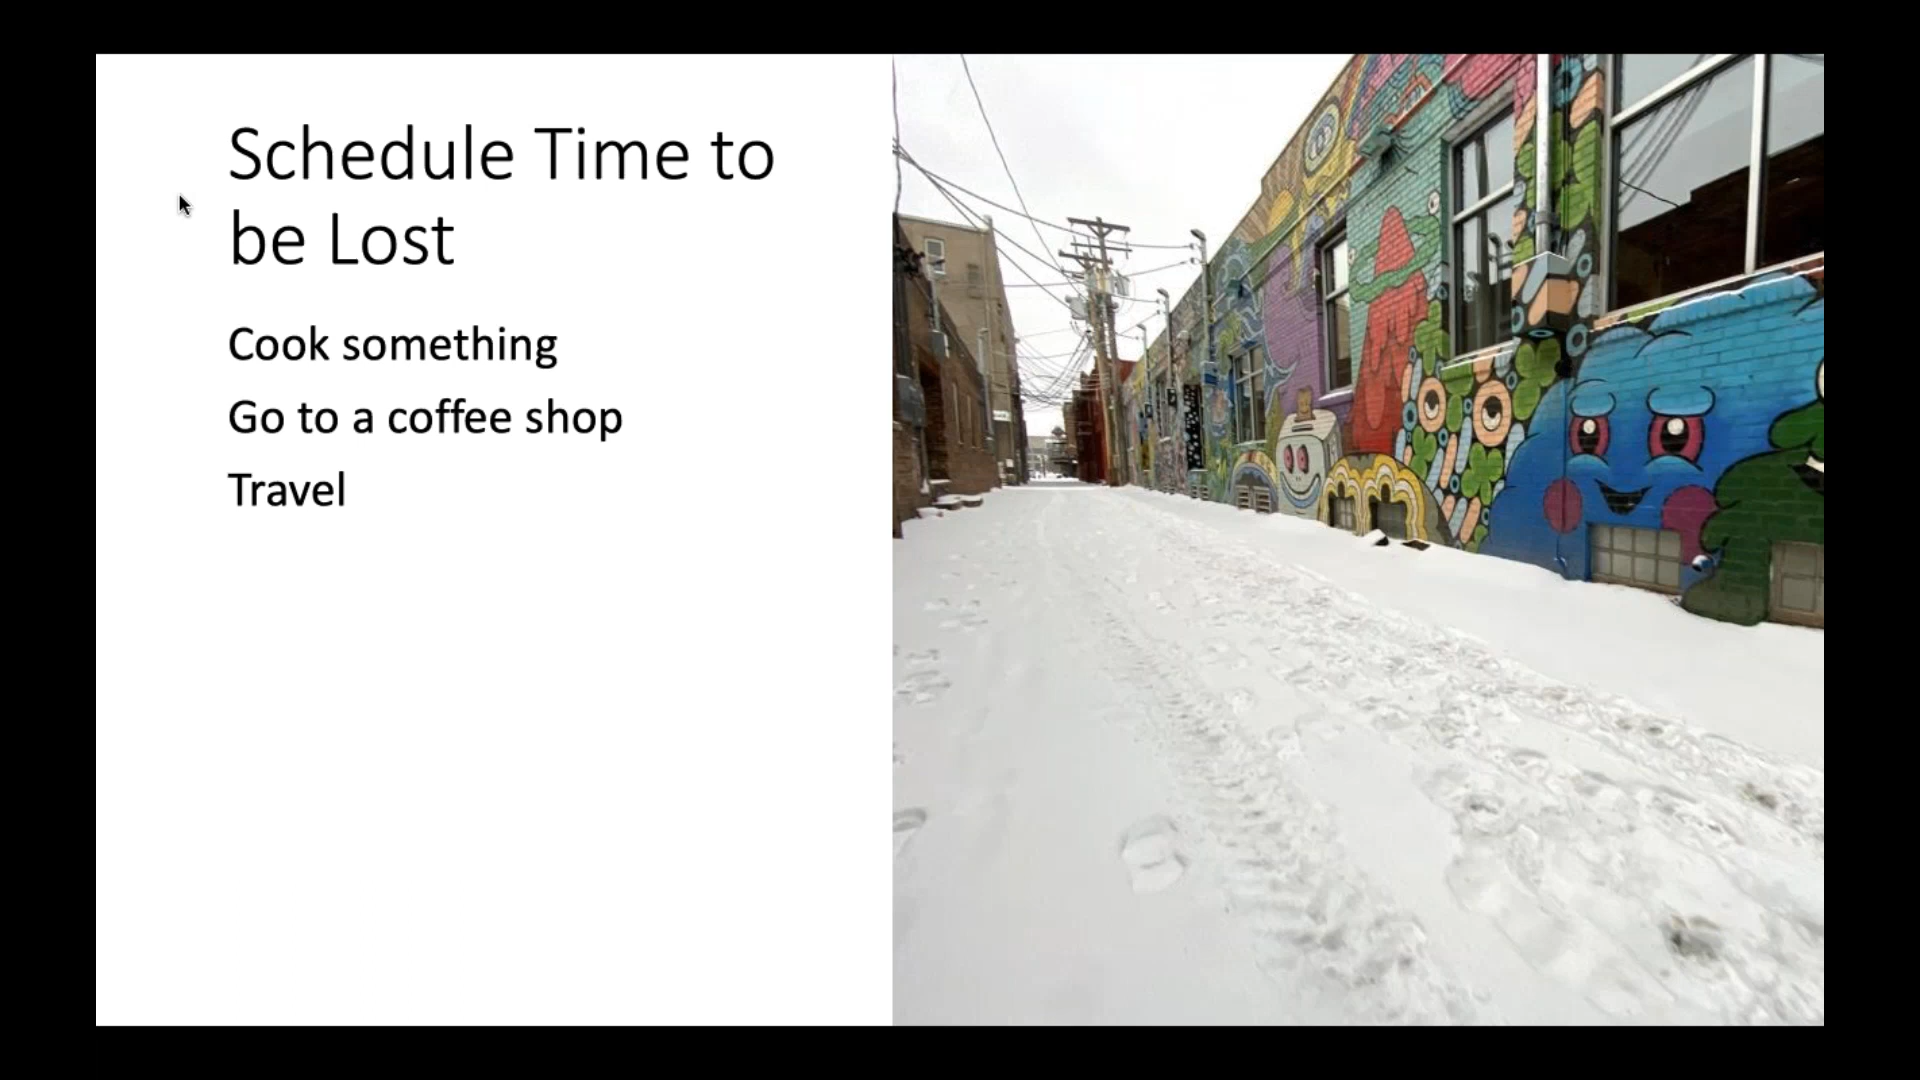 Schedule Time to
be Lost
Cook something
Go to a coffee shop
Travel